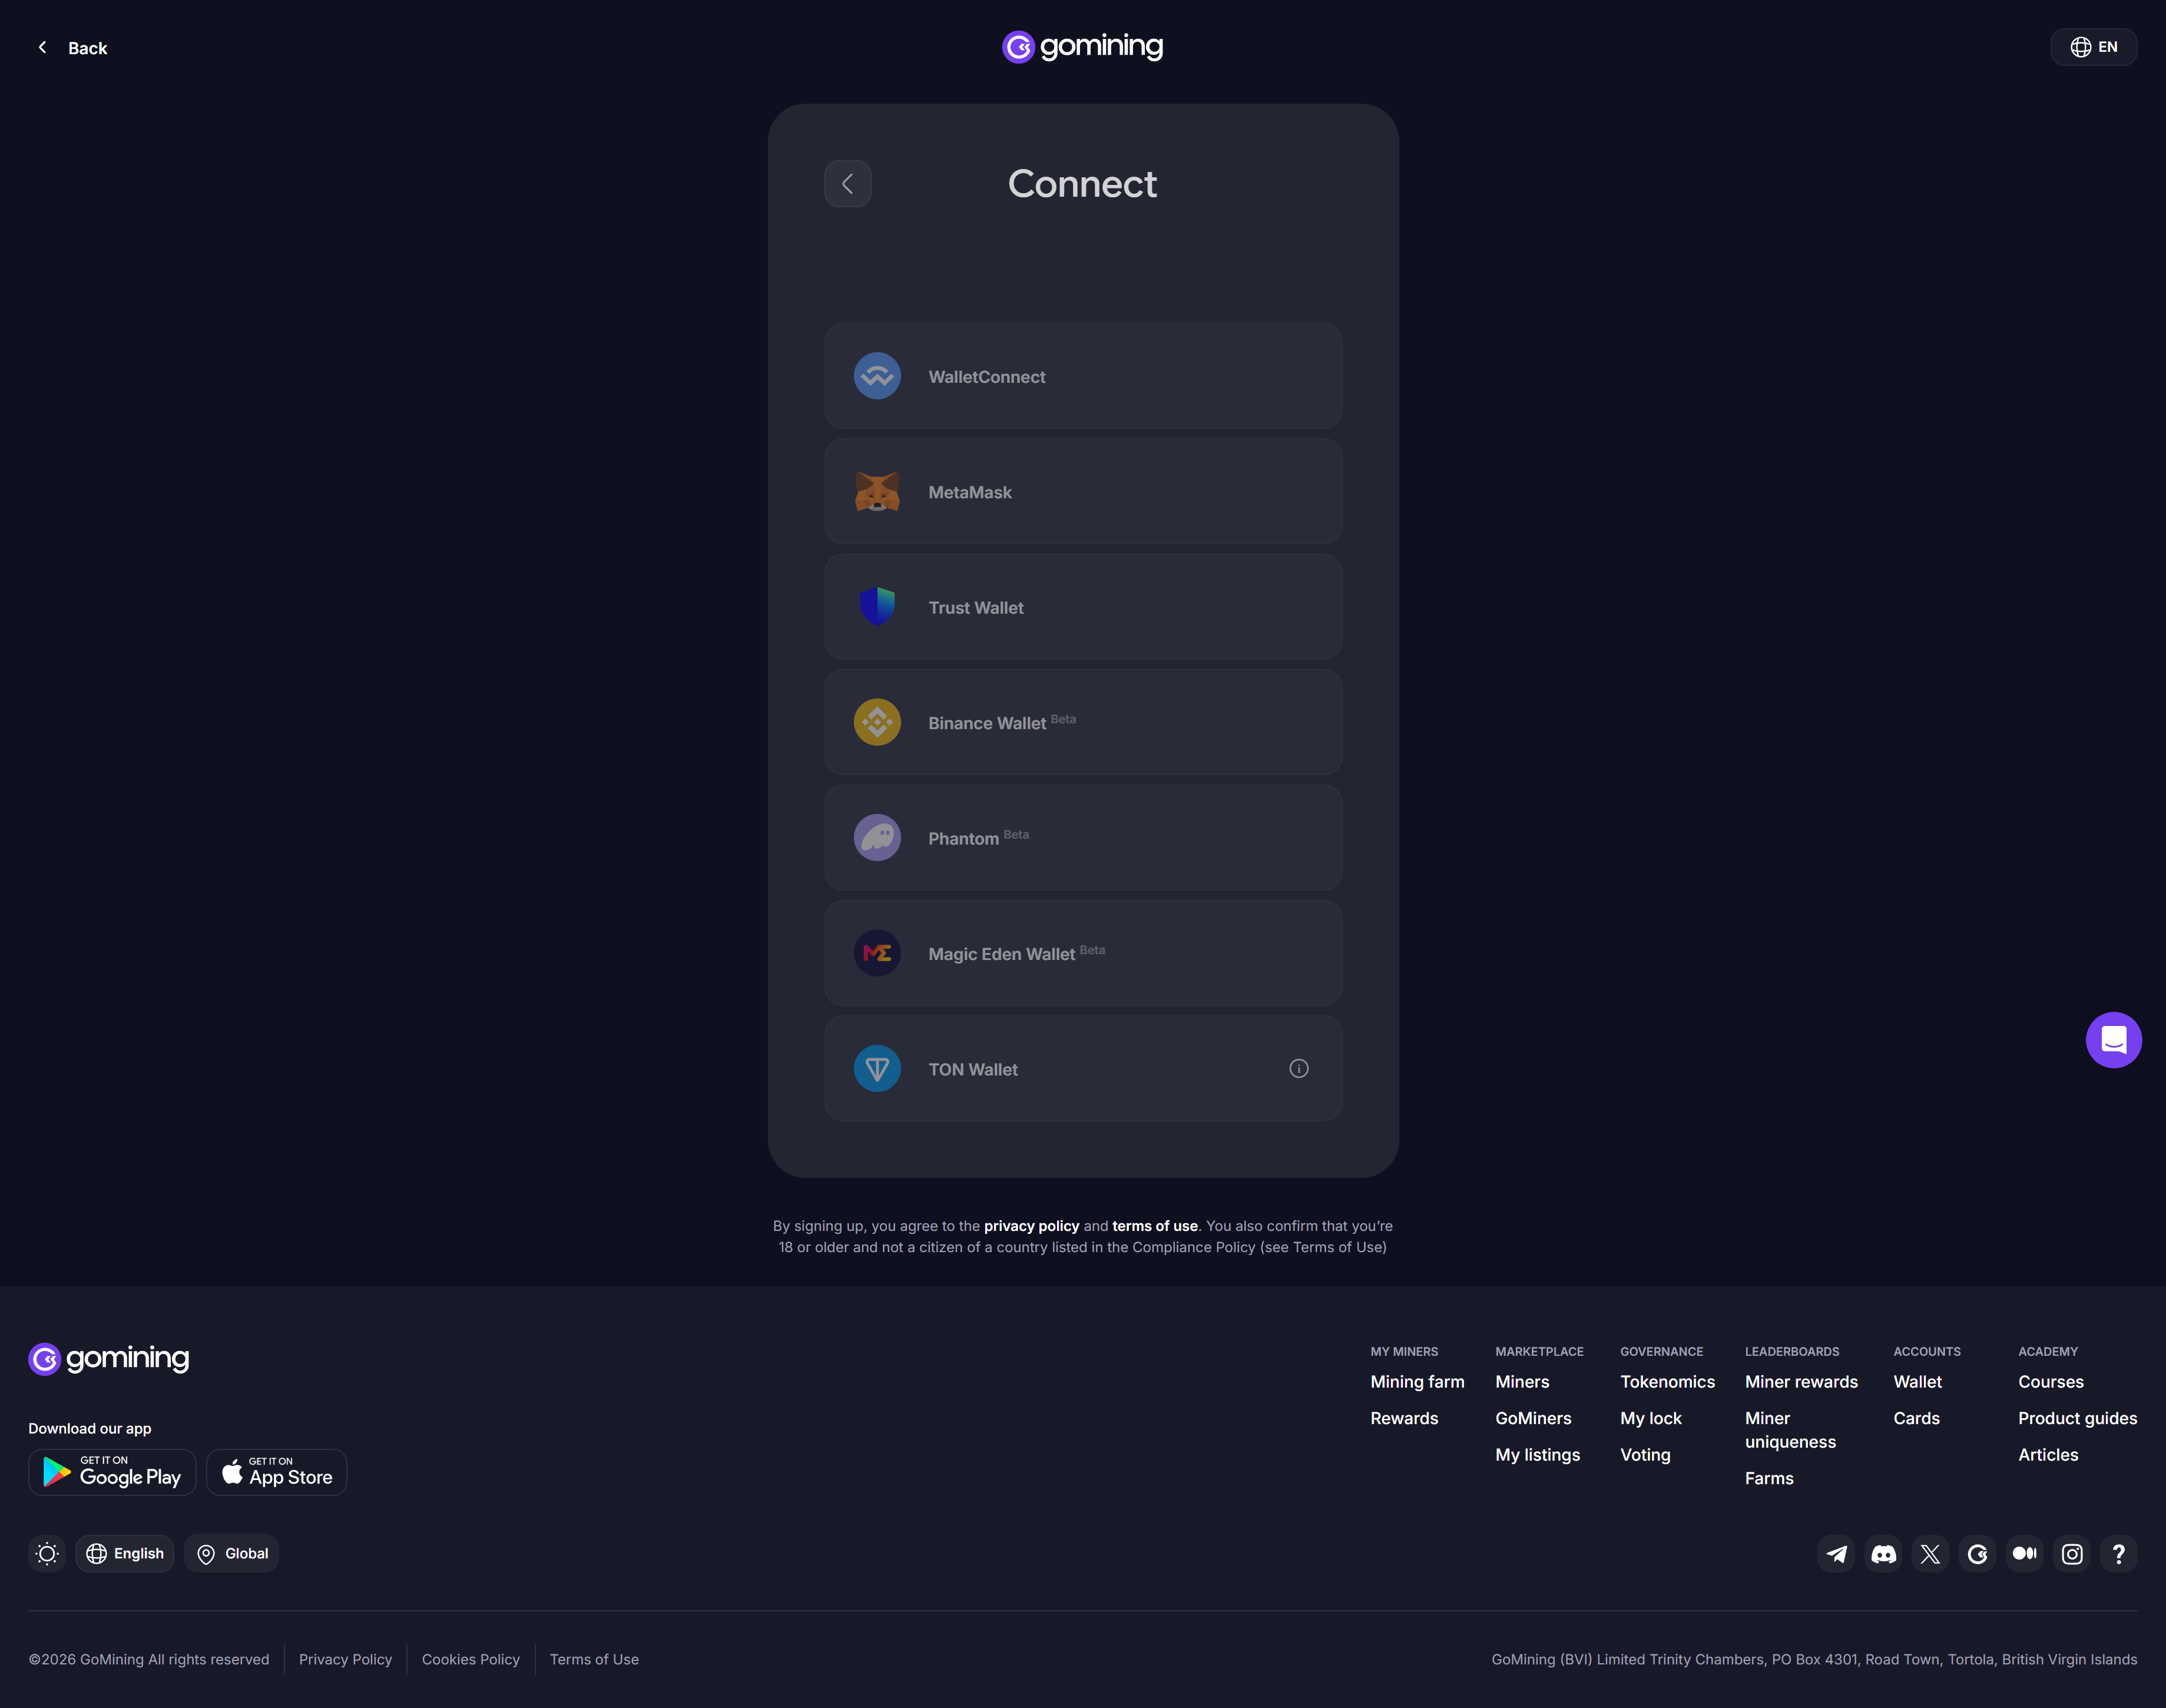 Back
gomining
EN
Connect
WalletConnect
MetaMask
Trust Wallet
Binance Wallet Beta
Phantom Beta
Magic Eden Wallet Beta
TON Wallet
By signing up, you agree to the privacy policy and terms of use. You also confirm that you’re
18 or older and not a citizen of a country listed in the Compliance Policy (see Terms of Use)
gomining
Download our app
GET IT ON
Google Play
GET IT ON
App Store
English
Global
MY MINERS
Mining farm
Rewards
MARKETPLACE
Miners
GoMiners
My listings
GOVERNANCE
Tokenomics
My lock
Voting
LEADERBOARDS
Miner rewards
Miner
uniqueness
Farms
ACCOUNTS
Wallet
Cards
ACADEMY
Courses
Product guides
Articles
©2026 GoMining All rights reserved
Privacy Policy
Cookies Policy
Terms of Use
GoMining (BVI) Limited Trinity Chambers, PO Box 4301, Road Town, Tortola, British Virgin Islands